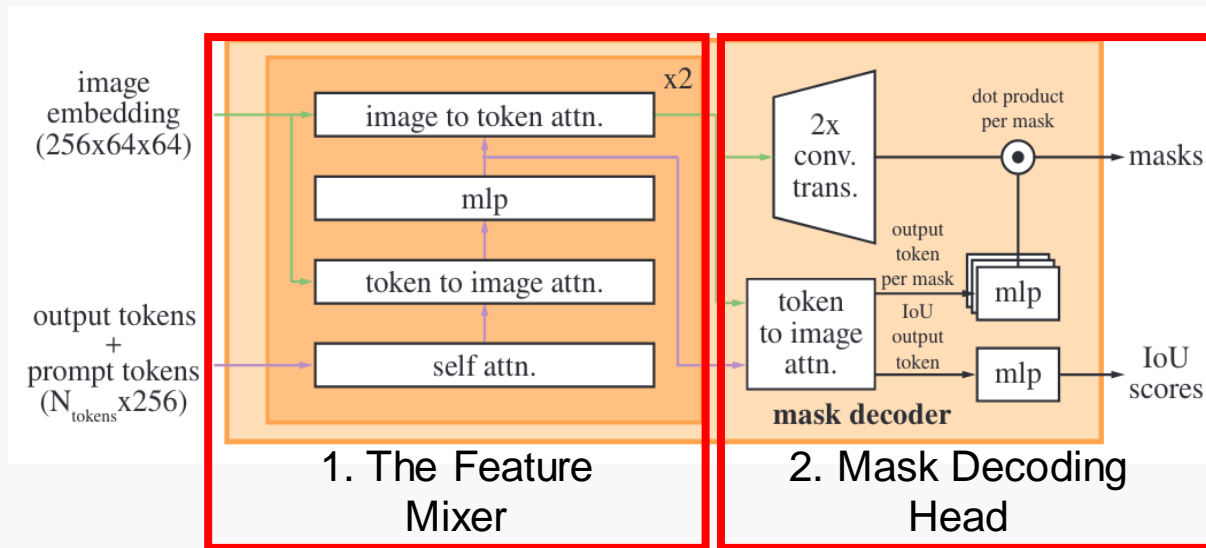 image
embedding
(256x64x64)
output tokens
+
prompt tokens
(N_tokens x256)
x2
image to token attn.
mlp
token to image attn.
self attn.
2x
conv.
trans.
dot product
per mask
masks
output
token
per mask
mlp
token
to image
attn.
IoU
output
token
mlp
IoU
scores
mask decoder
1. The Feature
Mixer
2. Mask Decoding
Head